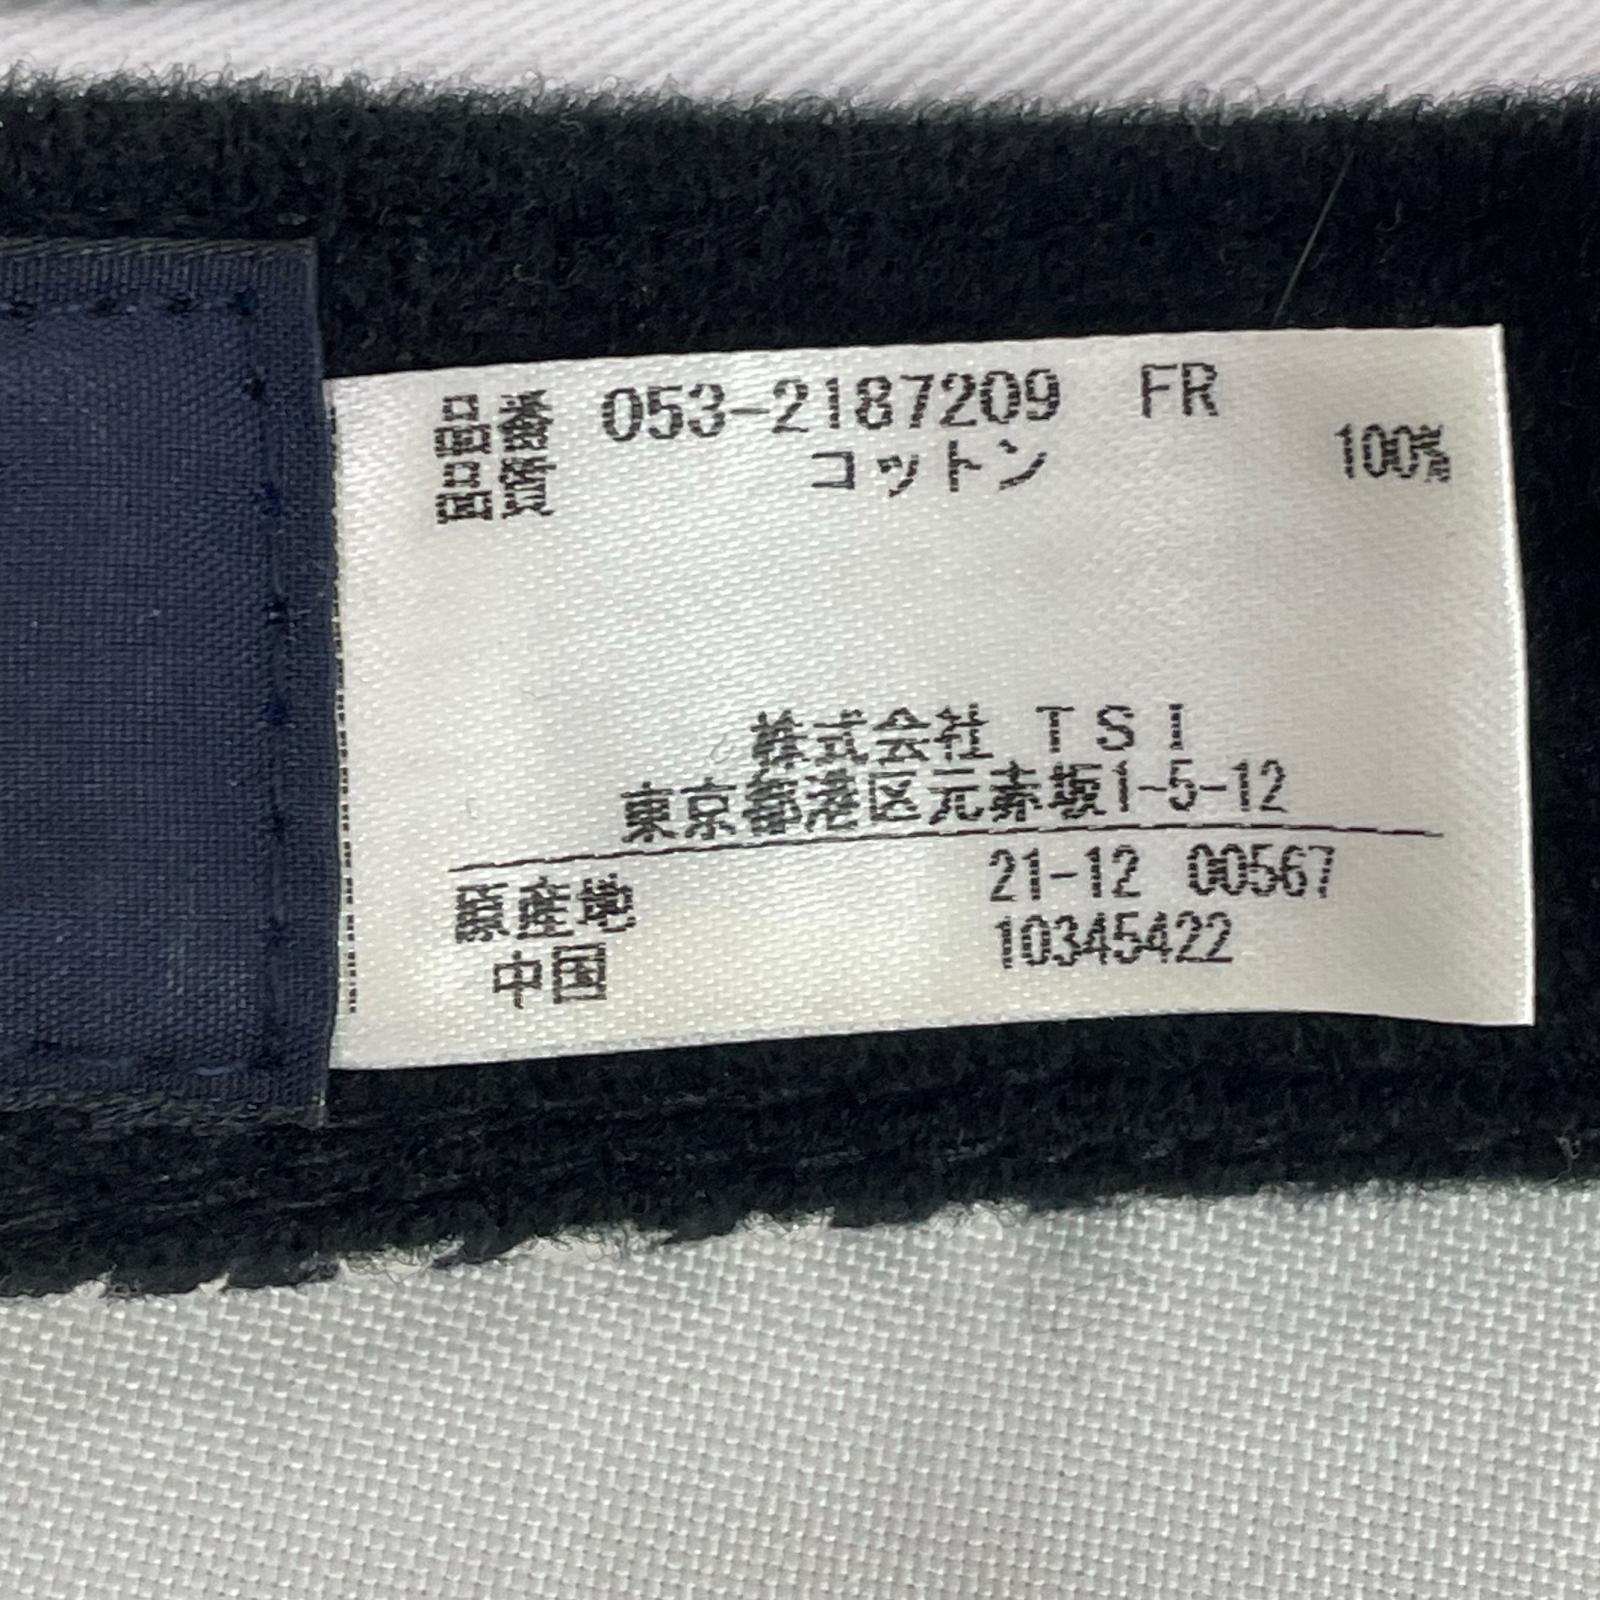 品番 053-2187209 FR
品質 コットン 100%
株式会社 TSI
東京都港区元赤坂1-5-12
原産地 21-12 00567
中国 10345422